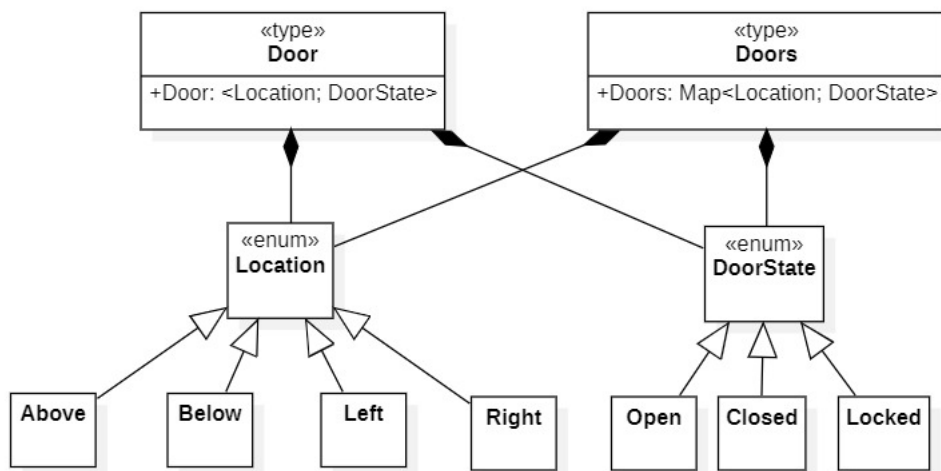 «type»
Door
+Door: <Location; DoorState>
«type»
Doors
+Doors: Map<Location; DoorState>
«enum»
Location
«enum»
DoorState
Above
Below
Left
Right
Open
Closed
Locked